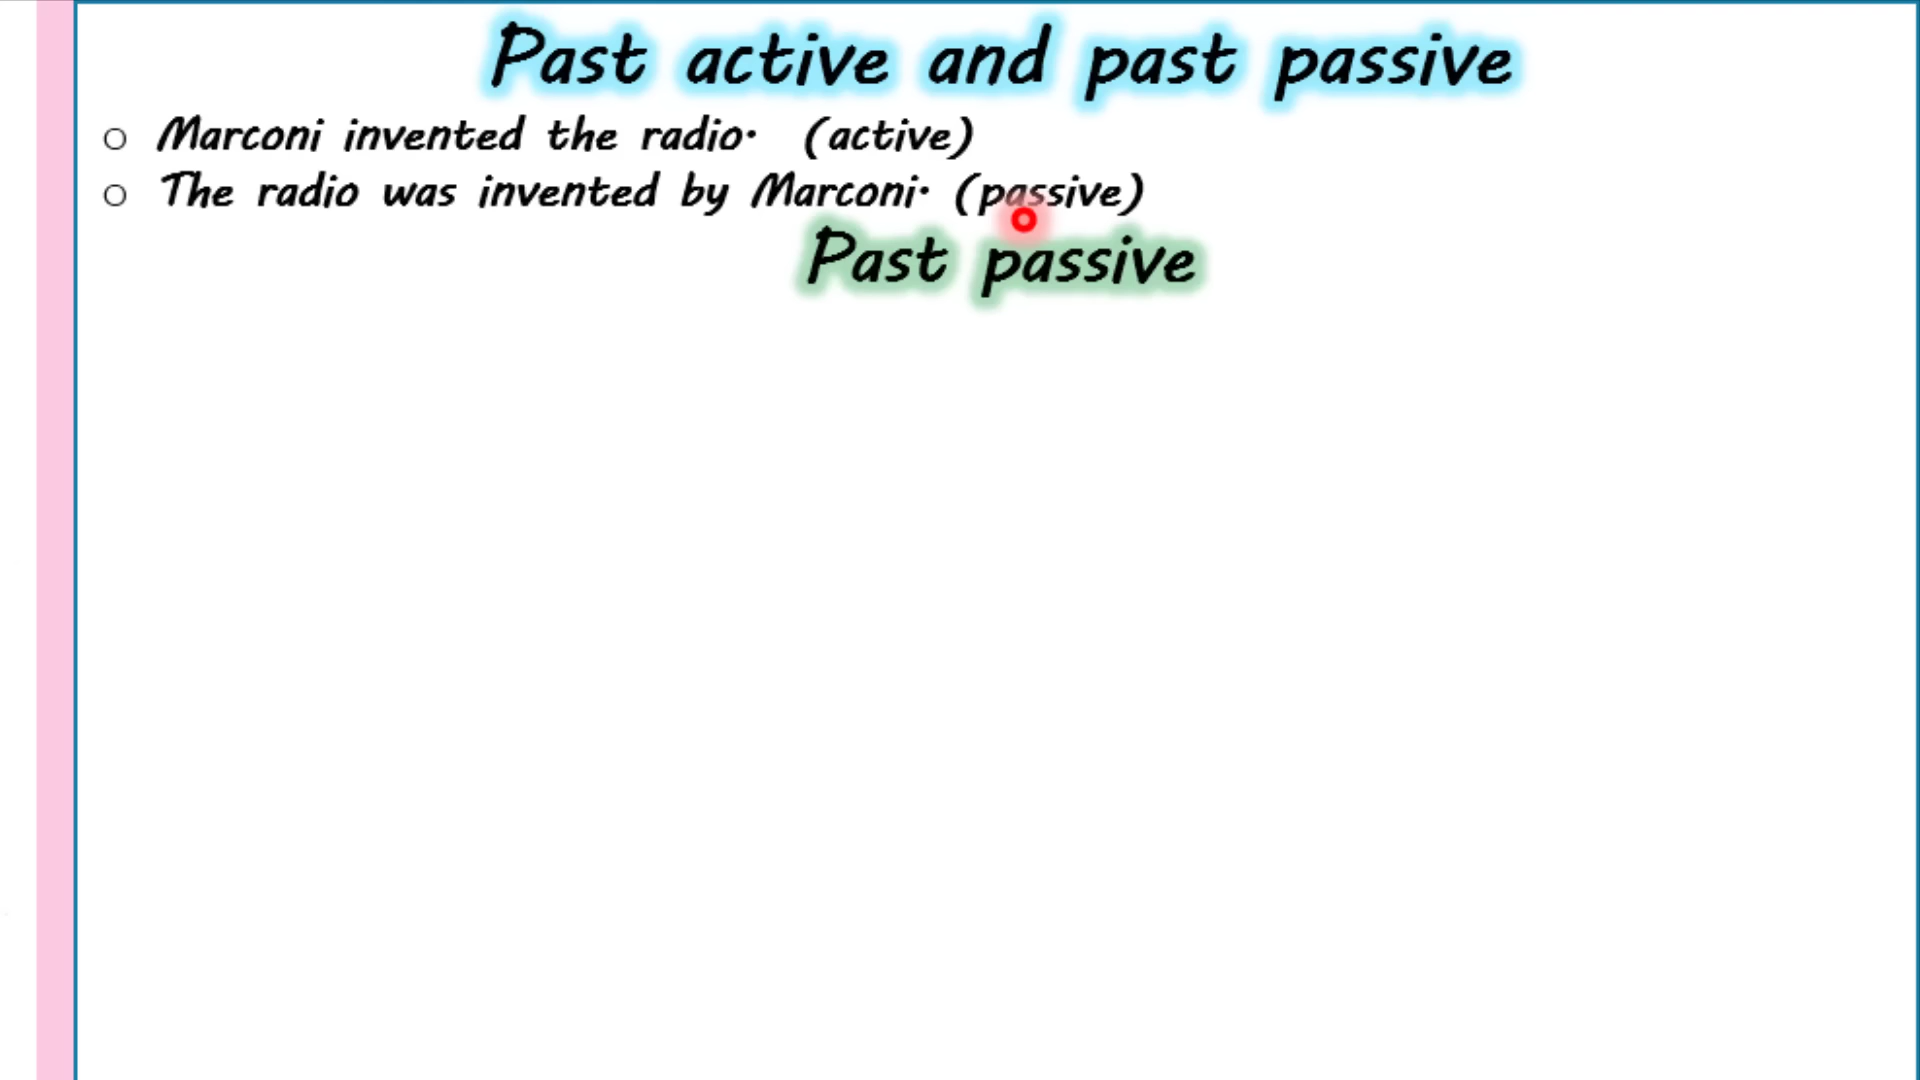 Past active and past passive
o Marconi invented the radio. (active)
o The radio was invented by Marconi. (passive)
Past passive